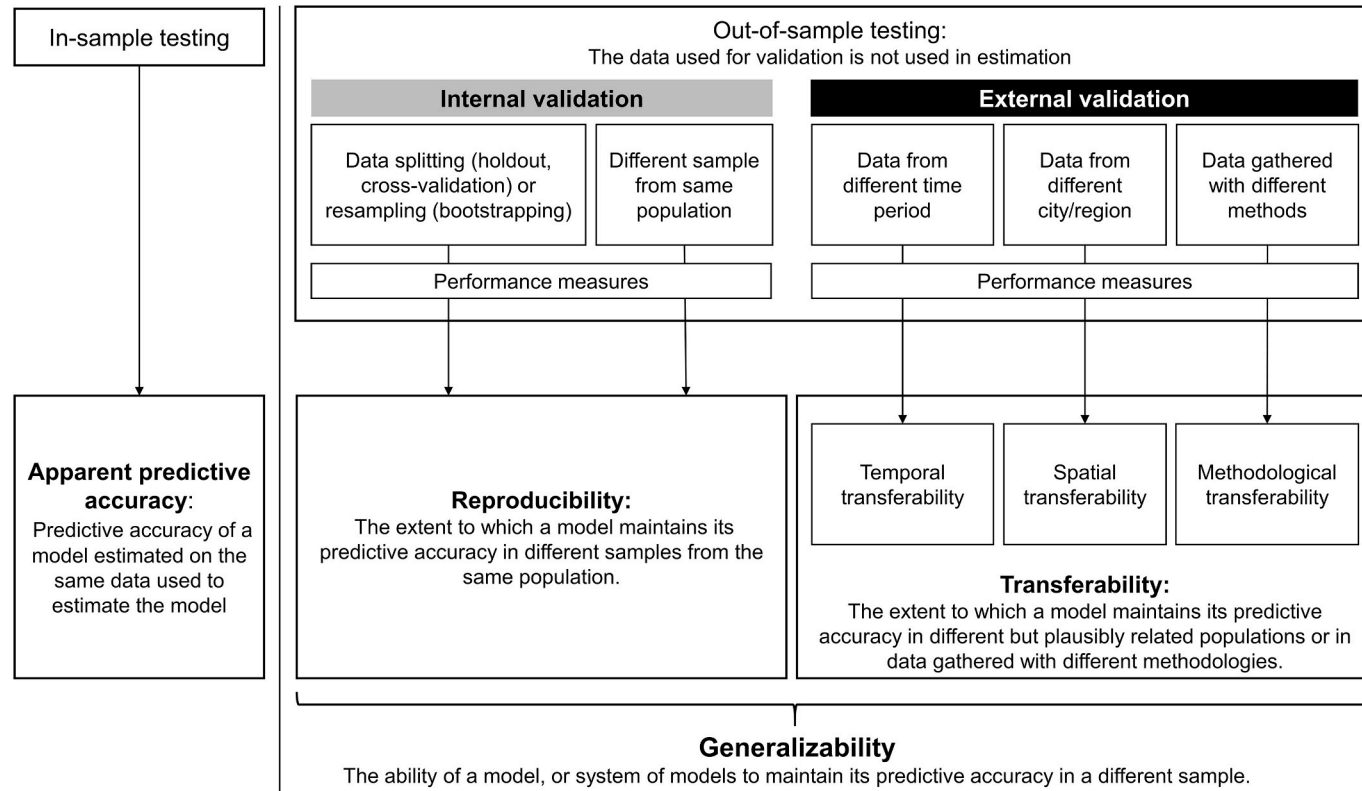 In-sample testing
Out-of-sample testing:
The data used for validation is not used in estimation
Internal validation
External validation
Data splitting (holdout,
cross-validation) or
resampling (bootstrapping)
Different sample
from same
population
Data from
different time
period
Data from
different
city/region
Data gathered
with different
methods
Performance measures
Performance measures
Apparent predictive
accuracy:
Predictive accuracy of a
model estimated on the
same data used to
estimate the model
Reproducibility:
The extent to which a model maintains its
predictive accuracy in different samples from the
same population.
Temporal
transferability
Spatial
transferability
Methodological
transferability
Transferability:
The extent to which a model maintains its predictive
accuracy in different but plausibly related populations or in
data gathered with different methodologies.
Generalizability
The ability of a model, or system of models to maintain its predictive accuracy in a different sample.